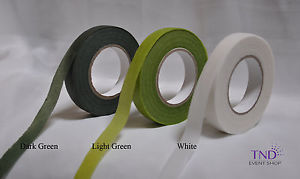 Dark Green
Light Green
White
TND
EVENT SHOP